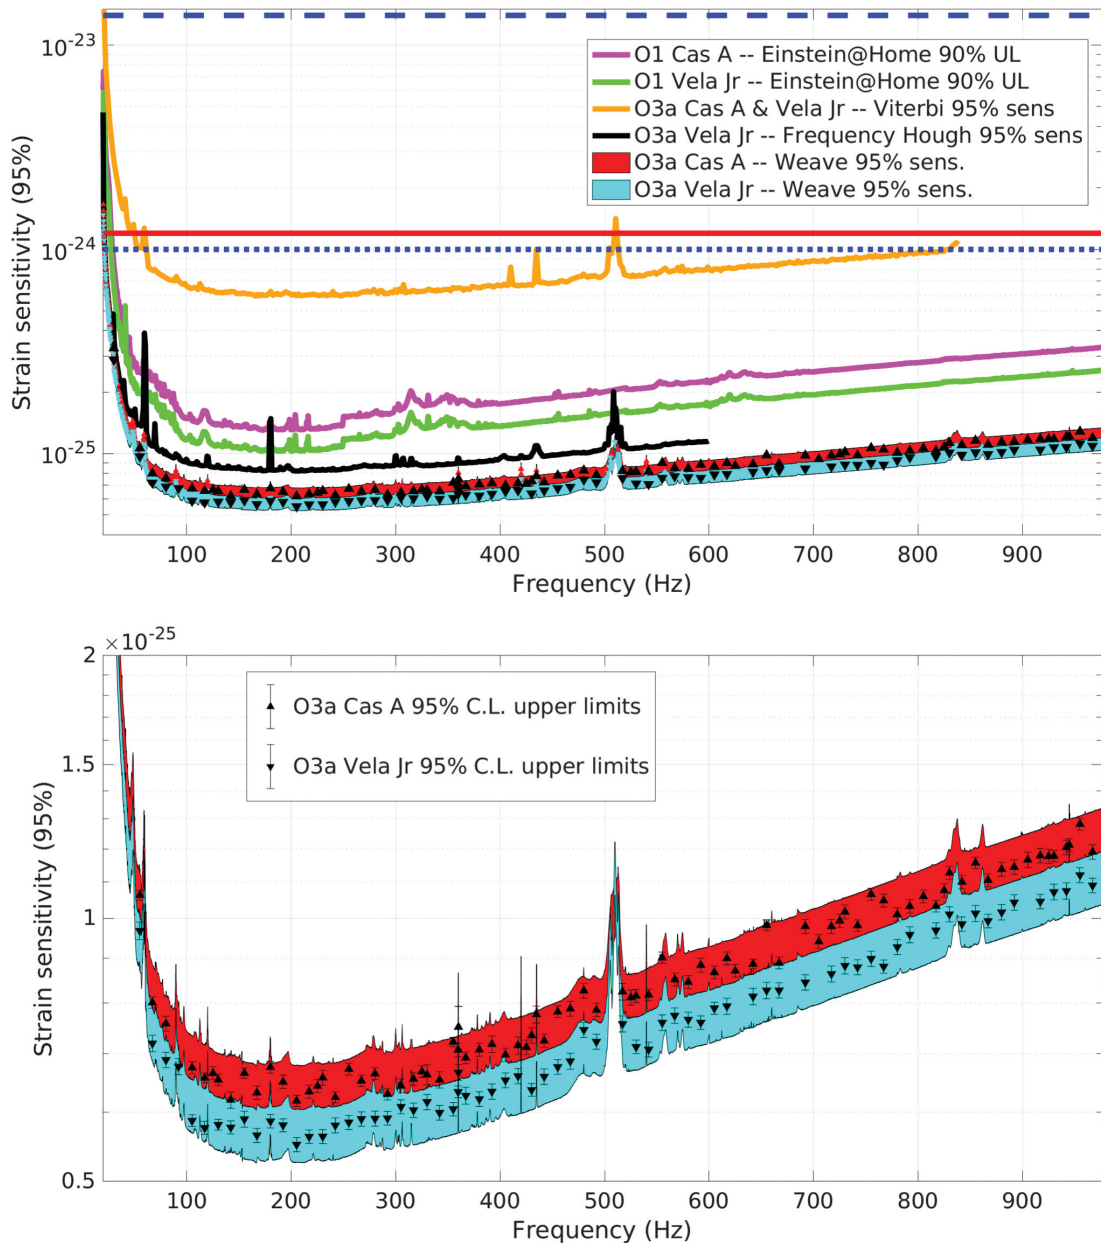 10-23
10-24
10-25
Strain sensitivity (95%)
O1 Cas A -- Einstein@Home 90% UL
O1 Vela Jr -- Einstein@Home 90% UL
O3a Cas A & Vela Jr -- Viterbi 95% sens
O3a Vela Jr -- Frequency Hough 95% sens
O3a Cas A -- Weave 95% sens.
O3a Vela Jr -- Weave 95% sens.
100 200 300 400 500 600 700 800 900
Frequency (Hz)
×10-25
2
1.5
1
0.5
Strain sensitivity (95%)
O3a Cas A 95% C.L. upper limits
O3a Vela Jr 95% C.L. upper limits
100 200 300 400 500 600 700 800 900
Frequency (Hz)